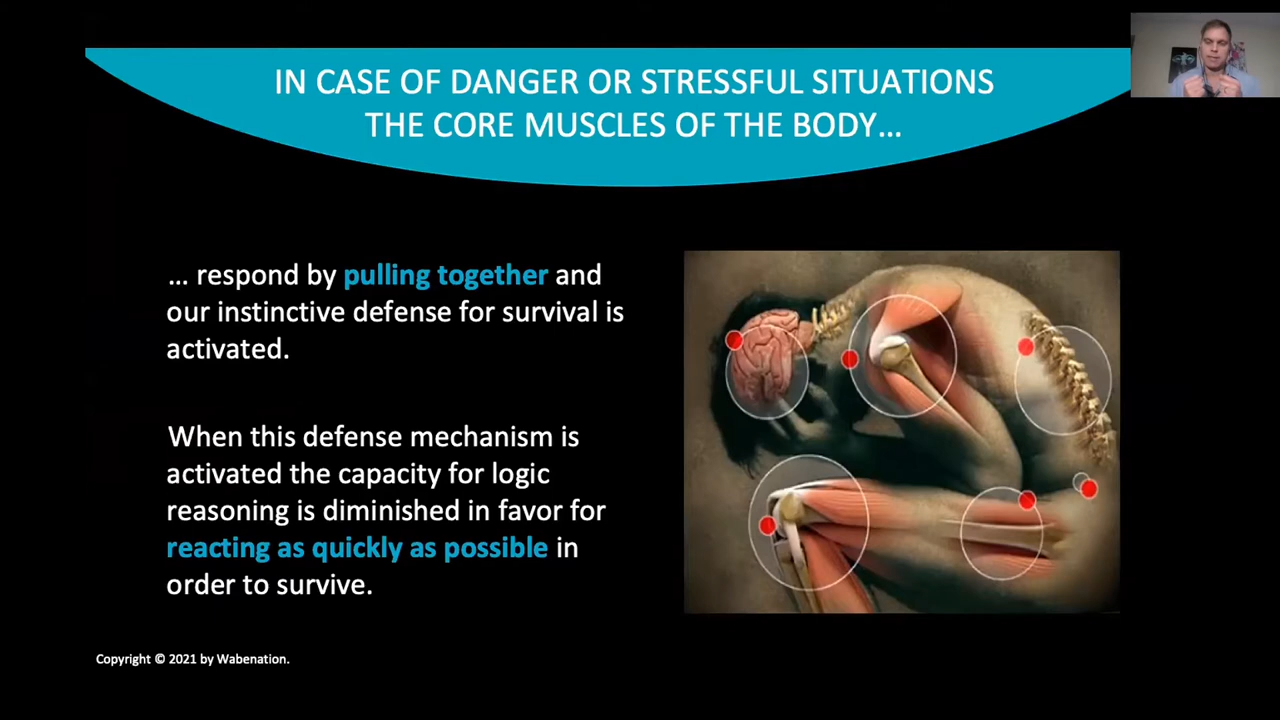 IN CASE OF DANGER OR STRESSFUL SITUATIONS
THE CORE MUSCLES OF THE BODY...
... respond by pulling together and
our instinctive defense for survival is
activated.
When this defense mechanism is
activated the capacity for logic
reasoning is diminished in favor for
reacting as quickly as possible in
order to survive.
Copyright © 2021 by Wabenation.